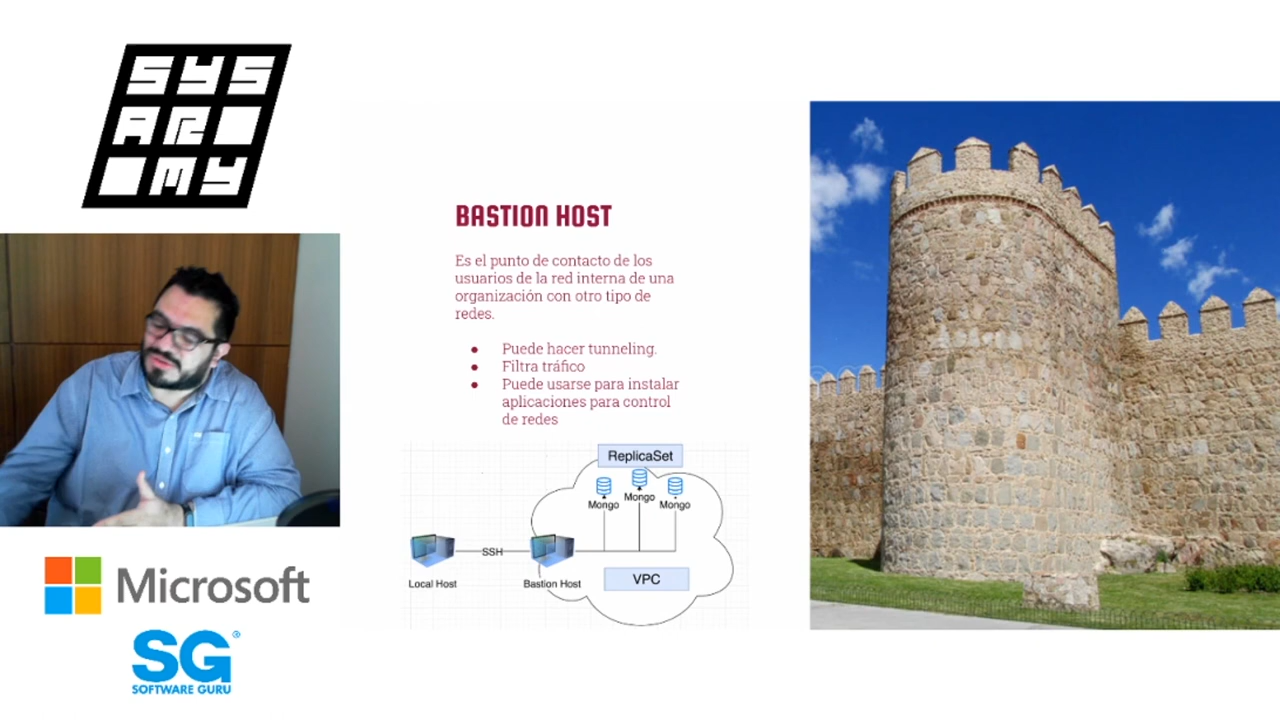 SYS
AR
MY
BASTION HOST
Es el punto de contacto de los
usuarios de la red interna de una
organización con otro tipo de
redes.
● Puede hacer tunneling.
● Filtra tráfico
● Puede usarse para instalar
aplicaciones para control
de redes
ReplicaSet
Mongo
Mongo
Mongo
SSH
Local Host
Bastion Host
VPC
Microsoft
SG®
SOFTWARE GURU